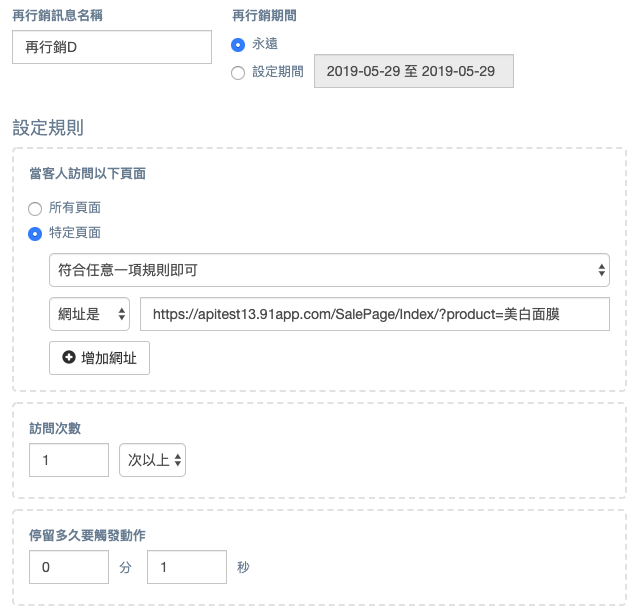 再行銷訊息名稱
再行銷D
再行銷期間
永遠
設定期間 2019-05-29 至 2019-05-29
設定規則
當客人訪問以下頁面
所有頁面
特定頁面
符合任意一項規則即可
網址是 https://apitest13.91app.com/SalePage/Index/?product=美白面膜
增加網址
訪問次數
1 次以上
停留多久要觸發動作
0 分 1 秒